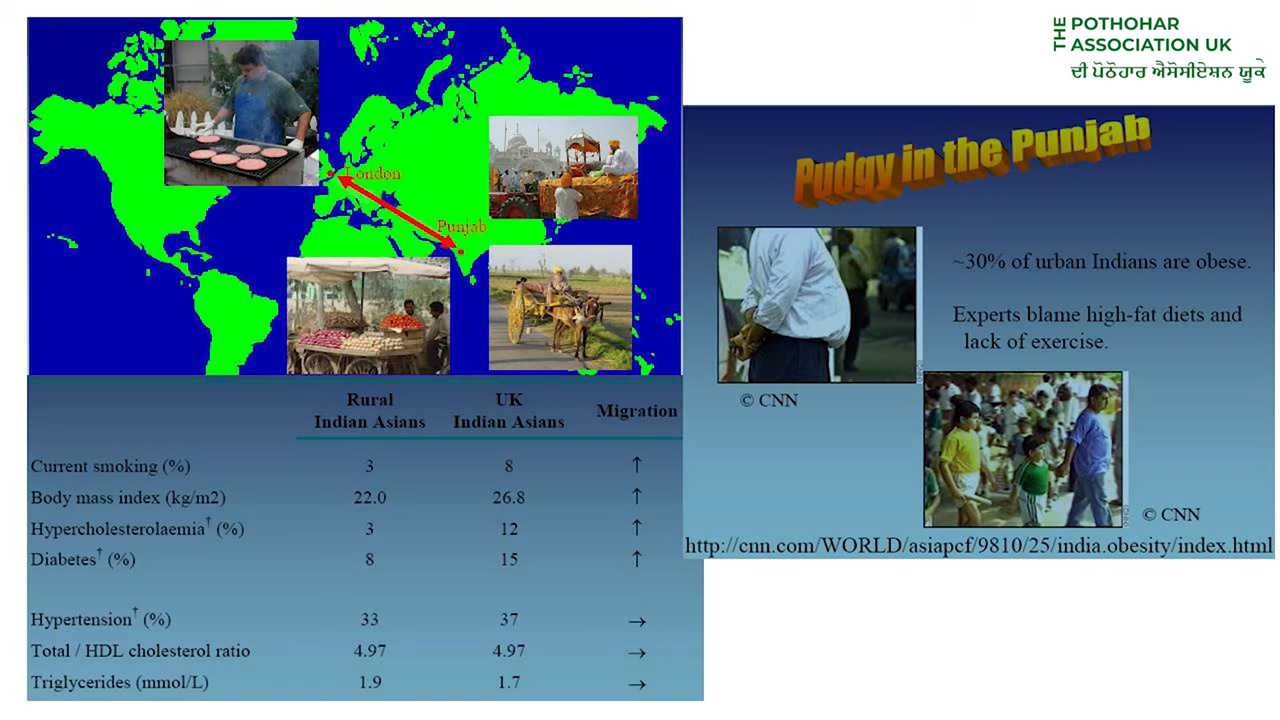 THE
POTHOHAR
ASSOCIATION UK
ਦੀ ਪੋਠੋਹਾਰ ਐਸੋਸੀਏਸ਼ਨ ਯੂਕੇ
London
Punjab
Pudgy in the Punjab
~30% of urban Indians are obese.
Experts blame high-fat diets and
lack of exercise.
© CNN
© CNN
http://cnn.com/WORLD/asiapcf/9810/25/india.obesity/index.html
Rural Indian Asians UK Indian Asians Migration
Current smoking (%) 3 8 ↑
Body mass index (kg/m2) 22.0 26.8 ↑
Hypercholesterolaemia† (%) 3 12 ↑
Diabetes† (%) 8 15 ↑
Hypertension† (%) 33 37 →
Total / HDL cholesterol ratio 4.97 4.97 →
Triglycerides (mmol/L) 1.9 1.7 →